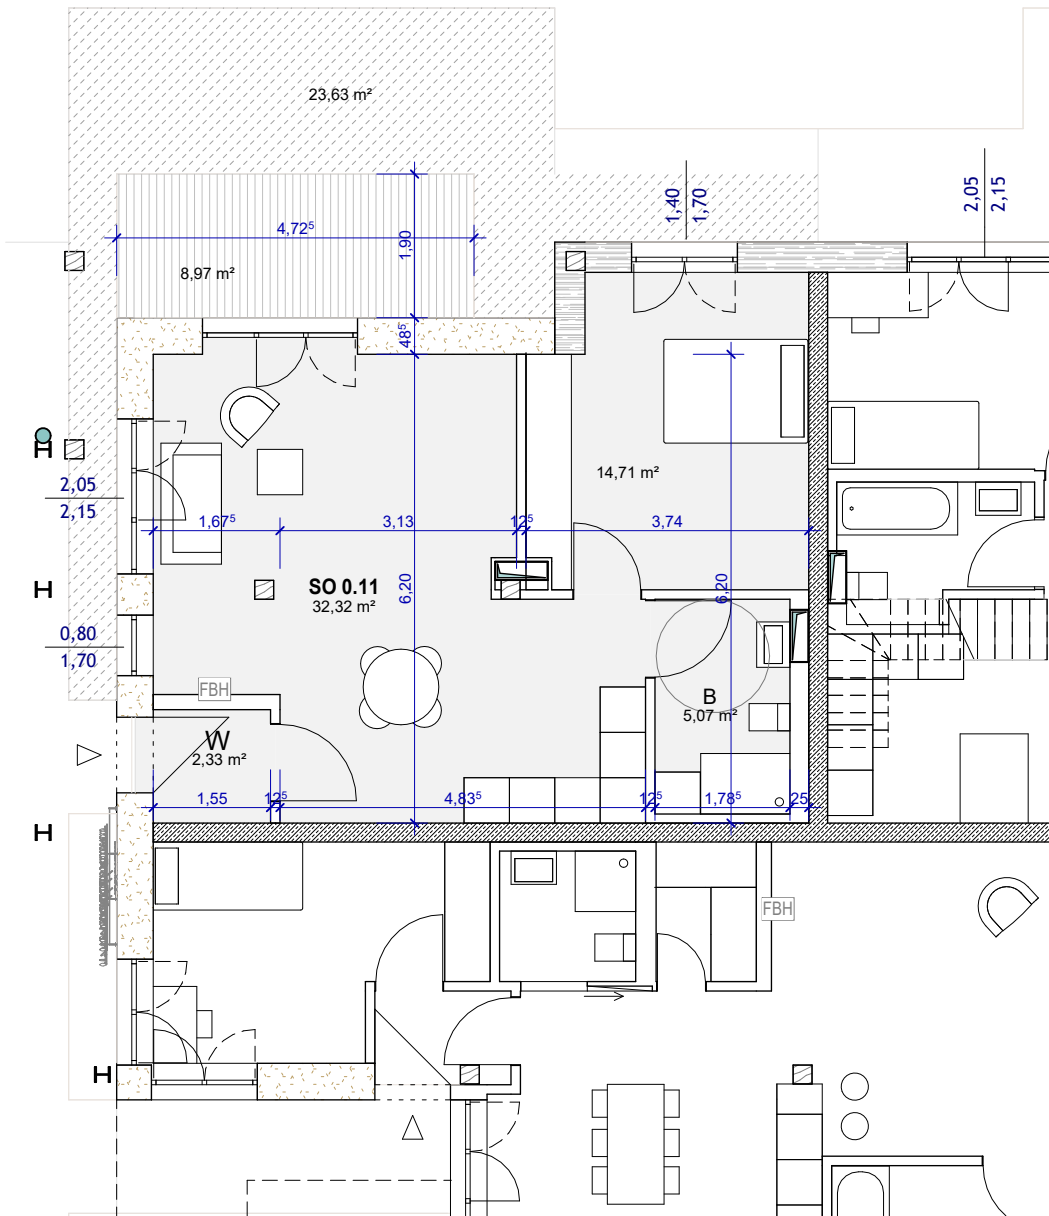 23,63 m²
1,40
1,70
2,05
2,15
4,72⁵
1,90
8,97 m²
48⁵
14,71 m²
2,05
2,15
1,67⁵
3,13
12⁵
3,74
SO 0.11
32,32 m²
6,20
6,20
0,80
1,70
FBH
B
5,07 m²
W
2,33 m²
1,55
12⁵
4,83⁵
12⁵
1,78⁵
25
FBH
H
H
H
H